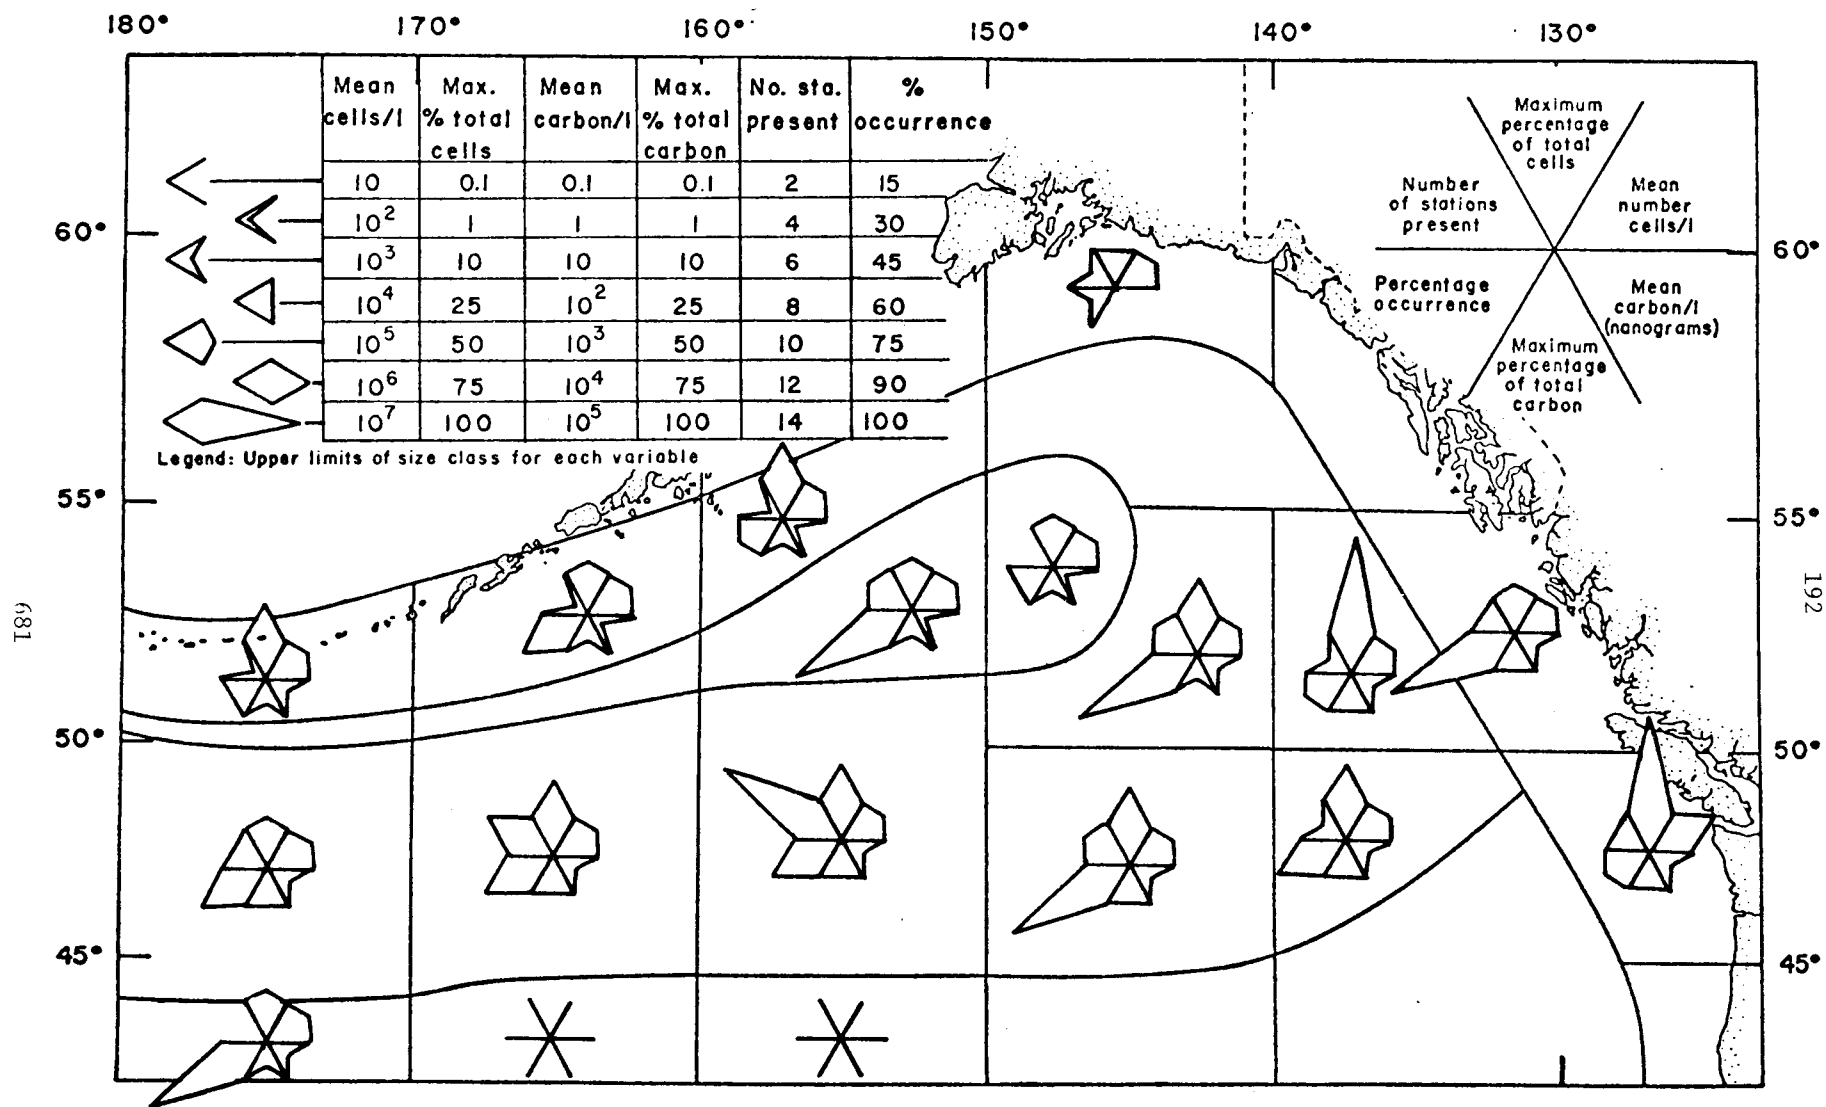 180° 170° 160° 150° 140° 130°
Mean cells/l Max. % total cells Mean carbon/l Max. % total carbon No. sta. present % occurrence
10 0.1 0.1 0.1 2 15
10² 1 1 1 4 30
10³ 10 10 10 6 45
10⁴ 25 10² 25 8 60
10⁵ 50 10³ 50 10 75
10⁶ 75 10⁴ 75 12 90
10⁷ 100 10⁵ 100 14 100
Legend: Upper limits of size class for each variable
Maximum
percentage
of total
cells
Number
of stations
present
Mean
number
cells/l
Percentage
occurrence
Mean
carbon/l
(nanograms)
Maximum
percentage
of total
carbon
60° 60°
55° 55°
50° 50°
45° 45°
681
192